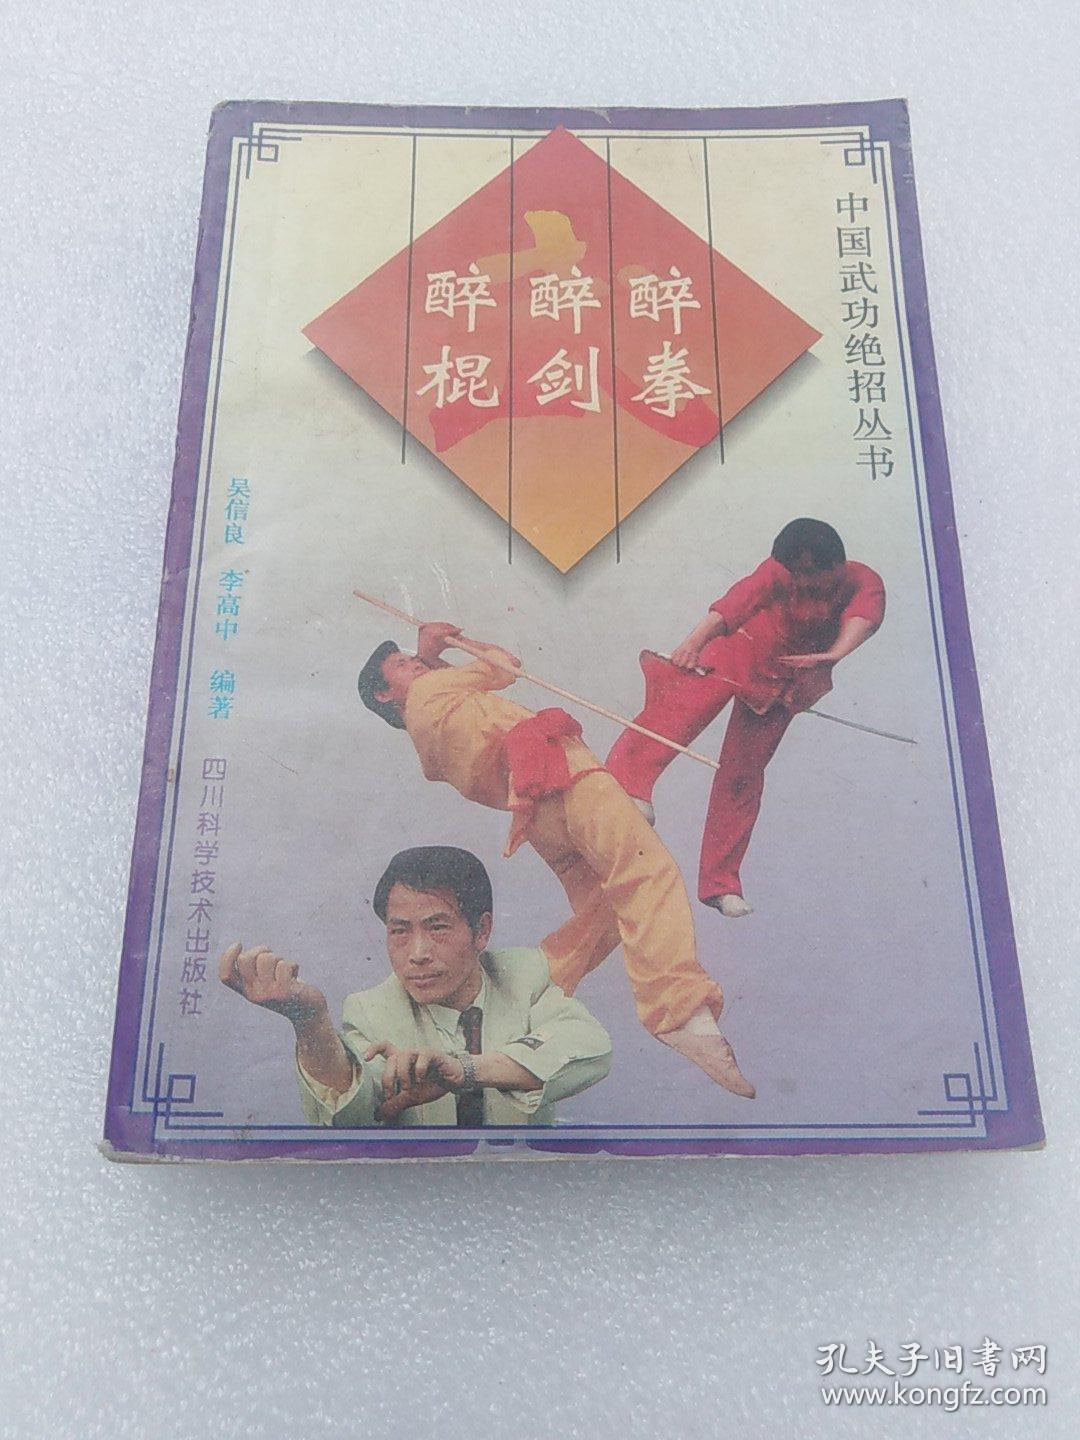 中国武功绝招丛书
醉拳
醉剑
醉棍
吴信良 李高中 编著
四川科学技术出版社
孔夫子旧書网
www.kongfz.com